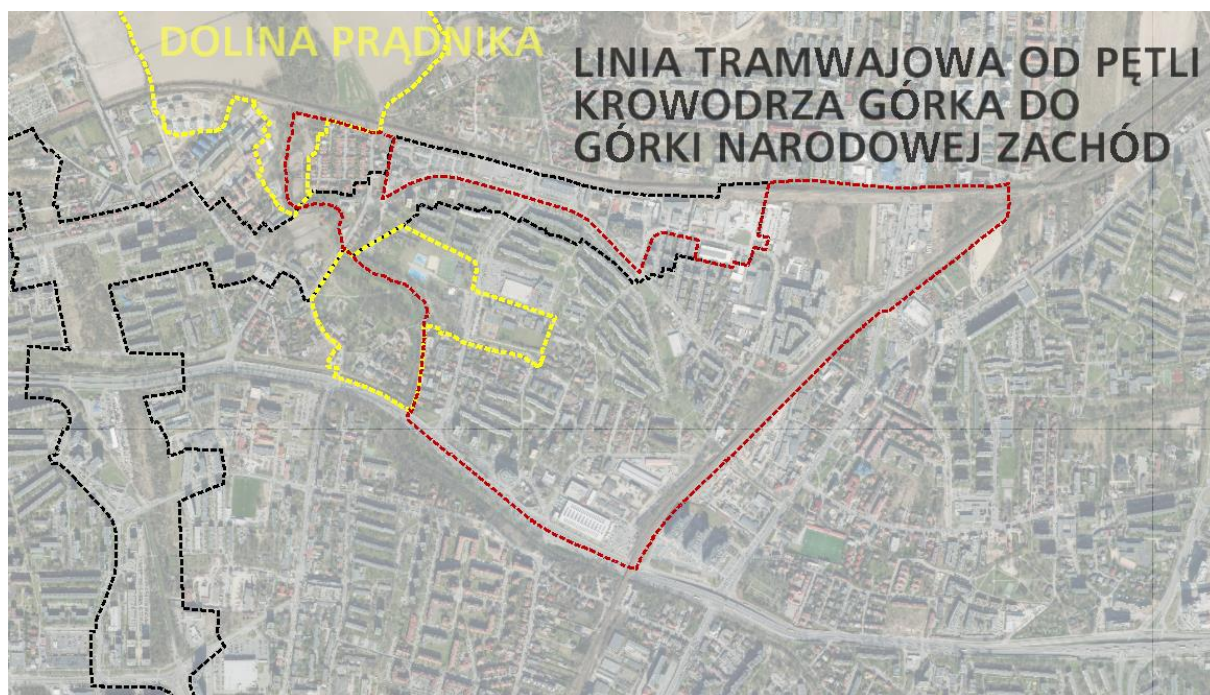 DOLINA PRĄDNIKA
LINIA TRAMWAJOWA OD PĘTLI
KROWODRZA GÓRKA DO
GÓRKI NARODOWEJ ZACHÓD